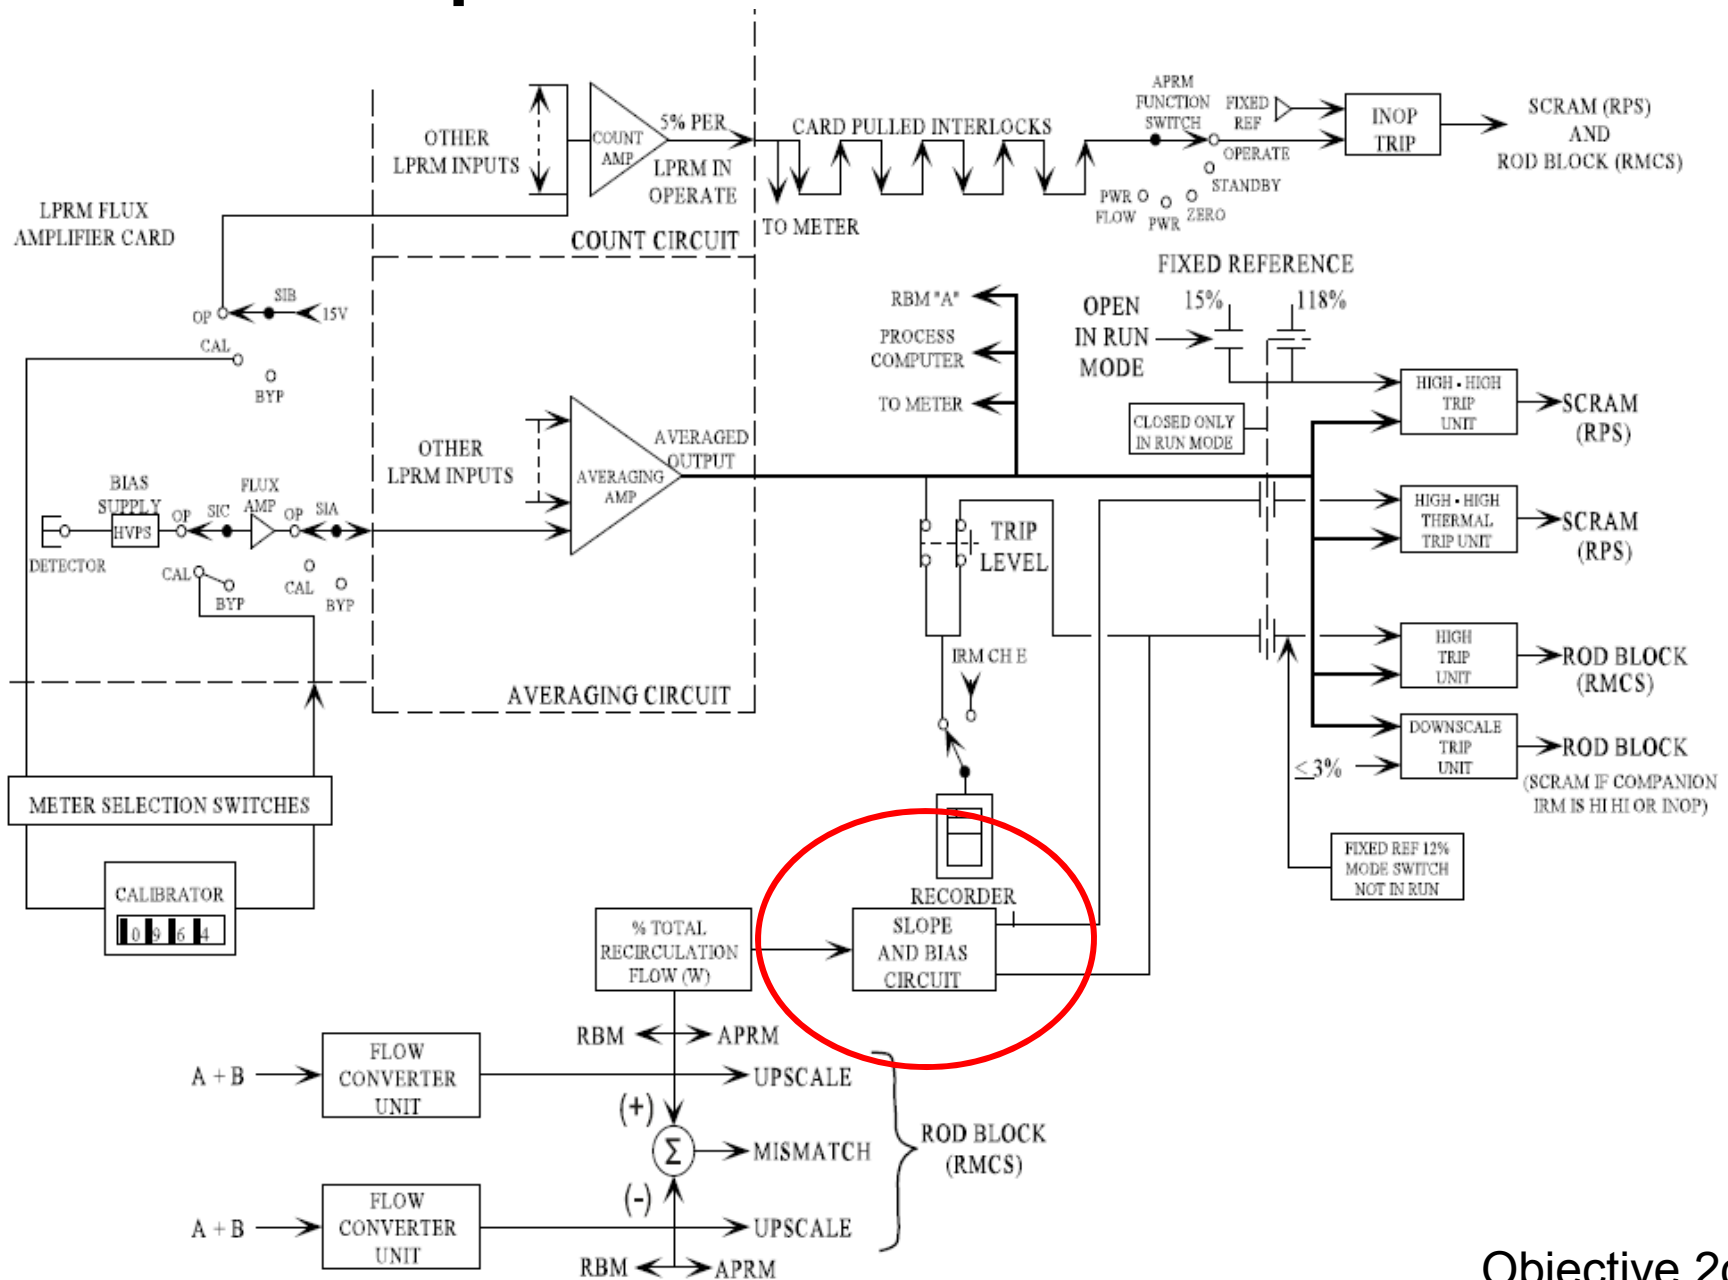 OTHER
LPRM INPUTS
COUNT
AMP
5% PER
LPRM IN
OPERATE
CARD PULLED INTERLOCKS
TO METER
APRM
FUNCTION
SWITCH
FIXED
REF
OPERATE
STANDBY
ZERO
PWR
PWR
FLOW
INOP
TRIP
SCRAM (RPS)
AND
ROD BLOCK (RMCS)
LPRM FLUX
AMPLIFIER CARD
COUNT CIRCUIT
OP
SIB
15V
CAL
BYP
RBM "A"
PROCESS
COMPUTER
TO METER
FIXED REFERENCE
15%
118%
OPEN
IN RUN
MODE
CLOSED ONLY
IN RUN MODE
HIGH - HIGH
TRIP
UNIT
SCRAM
(RPS)
OTHER
LPRM INPUTS
AVERAGING
AMP
AVERAGED
OUTPUT
BIAS
SUPPLY
HVPS
OP
SIC
FLUX
AMP
OP
SIA
DETECTOR
CAL
BYP
CAL
BYP
TRIP
LEVEL
HIGH - HIGH
THERMAL
TRIP UNIT
SCRAM
(RPS)
IRM CH E
HIGH
TRIP
UNIT
ROD BLOCK
(RMCS)
AVERAGING CIRCUIT
DOWNSCALE
TRIP
UNIT
≤ 3%
ROD BLOCK
(SCRAM IF COMPANION
IRM IS HI HI OR INOP)
METER SELECTION SWITCHES
CALIBRATOR
0 9 6 4
RECORDER
FIXED REF 12%
MODE SWITCH
NOT IN RUN
% TOTAL
RECIRCULATION
FLOW (W)
SLOPE
AND BIAS
CIRCUIT
RBM
APRM
A + B
FLOW
CONVERTER
UNIT
UPSCALE
(+)
Σ
MISMATCH
(-)
ROD BLOCK
(RMCS)
A + B
FLOW
CONVERTER
UNIT
UPSCALE
RBM
APRM
Objective 2